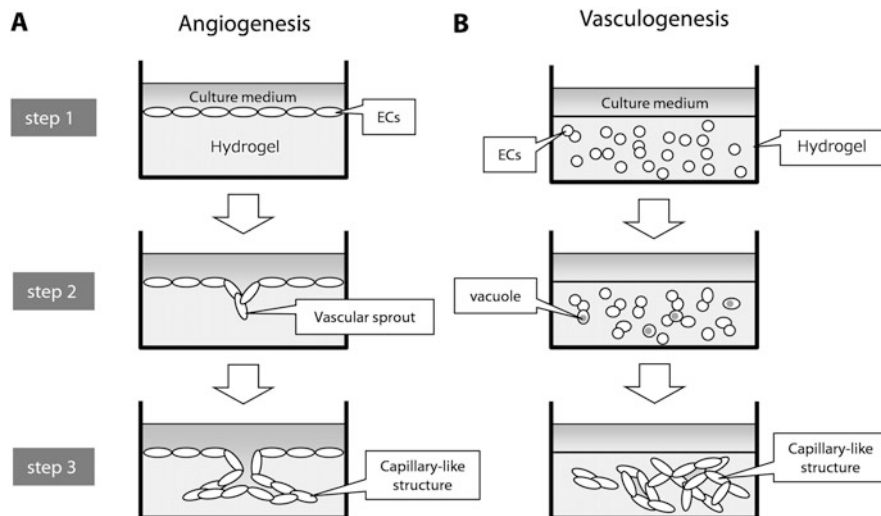 A
Angiogenesis
B
Vasculogenesis
step 1
Culture medium
ECs
Hydrogel
Culture medium
ECs
Hydrogel
step 2
Vascular sprout
vacuole
step 3
Capillary-like
structure
Capillary-like
structure